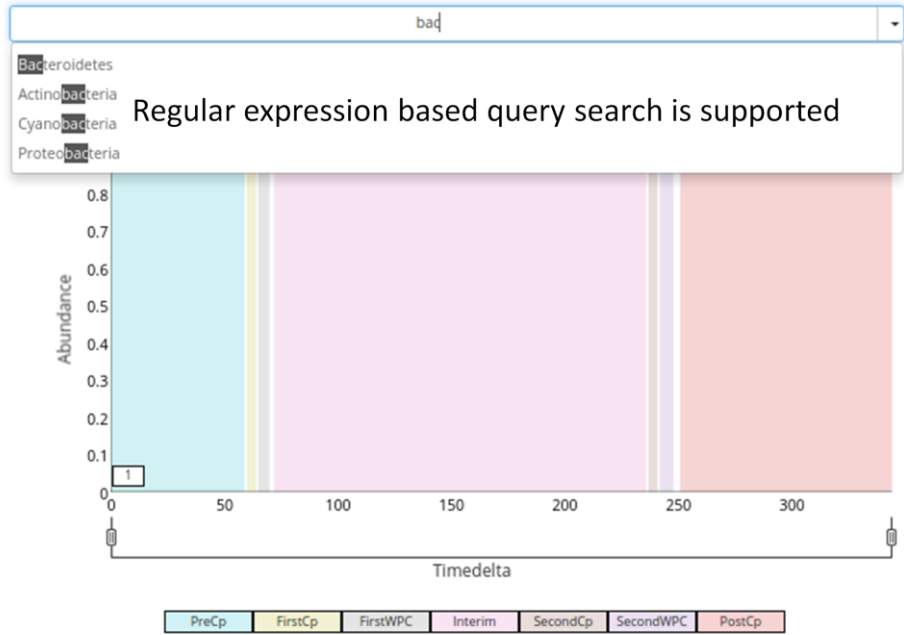 bac
Bacteroidetes
Actinobacteria
Cyanobacteria
Proteobacteria
Regular expression based query search is supported
0.8
0.7
0.6
0.5
0.4
0.3
0.2
0.1
0
Abundance
1
0 50 100 150 200 250 300
Timedelta
PreCp FirstCp FirstWPC Interim SecondCp SecondWPC PostCp